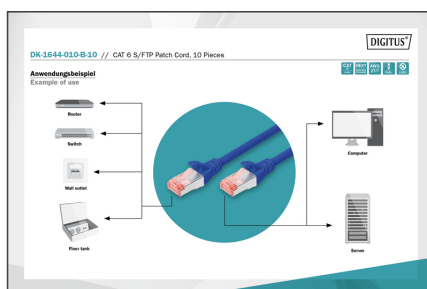 DIGITUS®
DK-1644-010-B-10 // CAT 6 S/FTP Patch Cord, 10 Pieces
Anwendungsbeispiel
Example of use
Router
Switch
Wall outlet
Floor tank
Computer
Server